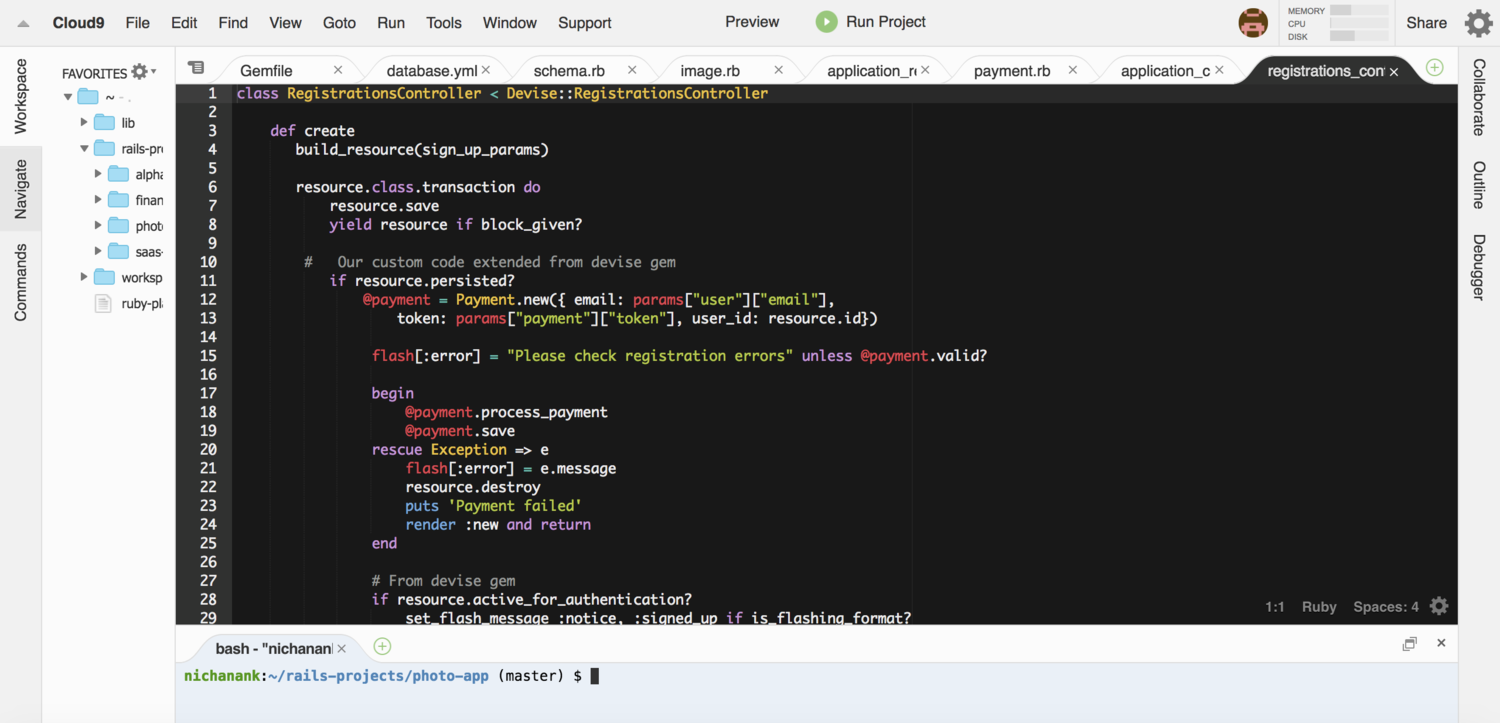 Cloud9 File Edit Find View Goto Run Tools Window Support Preview Run Project MEMORY CPU DISK Share
Workspace
Navigate
Commands
FAVORITES
~
lib
rails-pr
alpha
finan
phot
saas-
worksp
ruby-pl
Gemfile database.yml schema.rb image.rb application_r payment.rb application_c registrations_con
1 class RegistrationsController < Devise::RegistrationsController
2
3 def create
4 build_resource(sign_up_params)
5
6 resource.class.transaction do
7 resource.save
8 yield resource if block_given?
9
10 # Our custom code extended from devise gem
11 if resource.persisted?
12 @payment = Payment.new({ email: params["user"]["email"],
13 token: params["payment"]["token"], user_id: resource.id})
14
15 flash[:error] = "Please check registration errors" unless @payment.valid?
16
17 begin
18 @payment.process_payment
19 @payment.save
20 rescue Exception => e
21 flash[:error] = e.message
22 resource.destroy
23 puts 'Payment failed'
24 render :new and return
25 end
26
27 # From devise gem
28 if resource.active_for_authentication?
29 set_flash_message :notice, :signed_up if is_flashing_format?
1:1 Ruby Spaces: 4
Collaborate
Outline
Debugger
bash - "nichanan
nichanank:~/rails-projects/photo-app (master) $